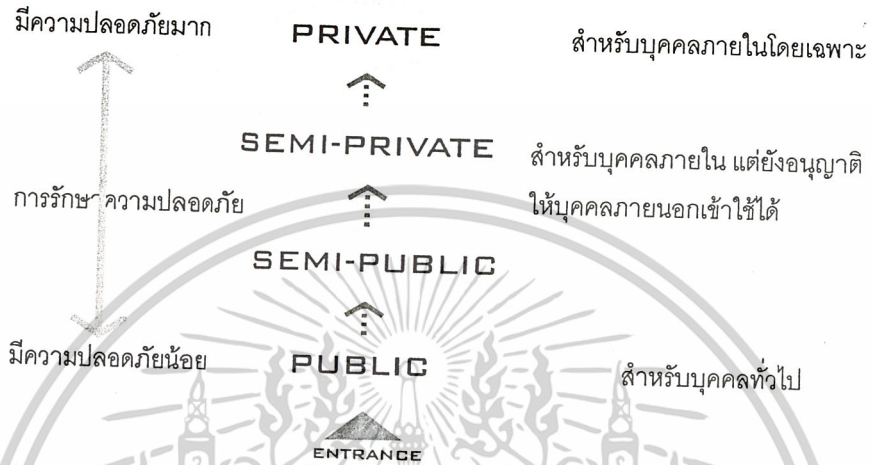 มีความปลอดภัยมาก PRIVATE สำหรับบุคคลภายในโดยเฉพาะ
SEMI-PRIVATE สำหรับบุคคลภายใน แต่ยังอนุญาติ
การรักษาความปลอดภัย ให้บุคคลภายนอกเข้าใช้ได้
SEMI-PUBLIC
มีความปลอดภัยน้อย PUBLIC สำหรับบุคคลทั่วไป
ENTRANCE